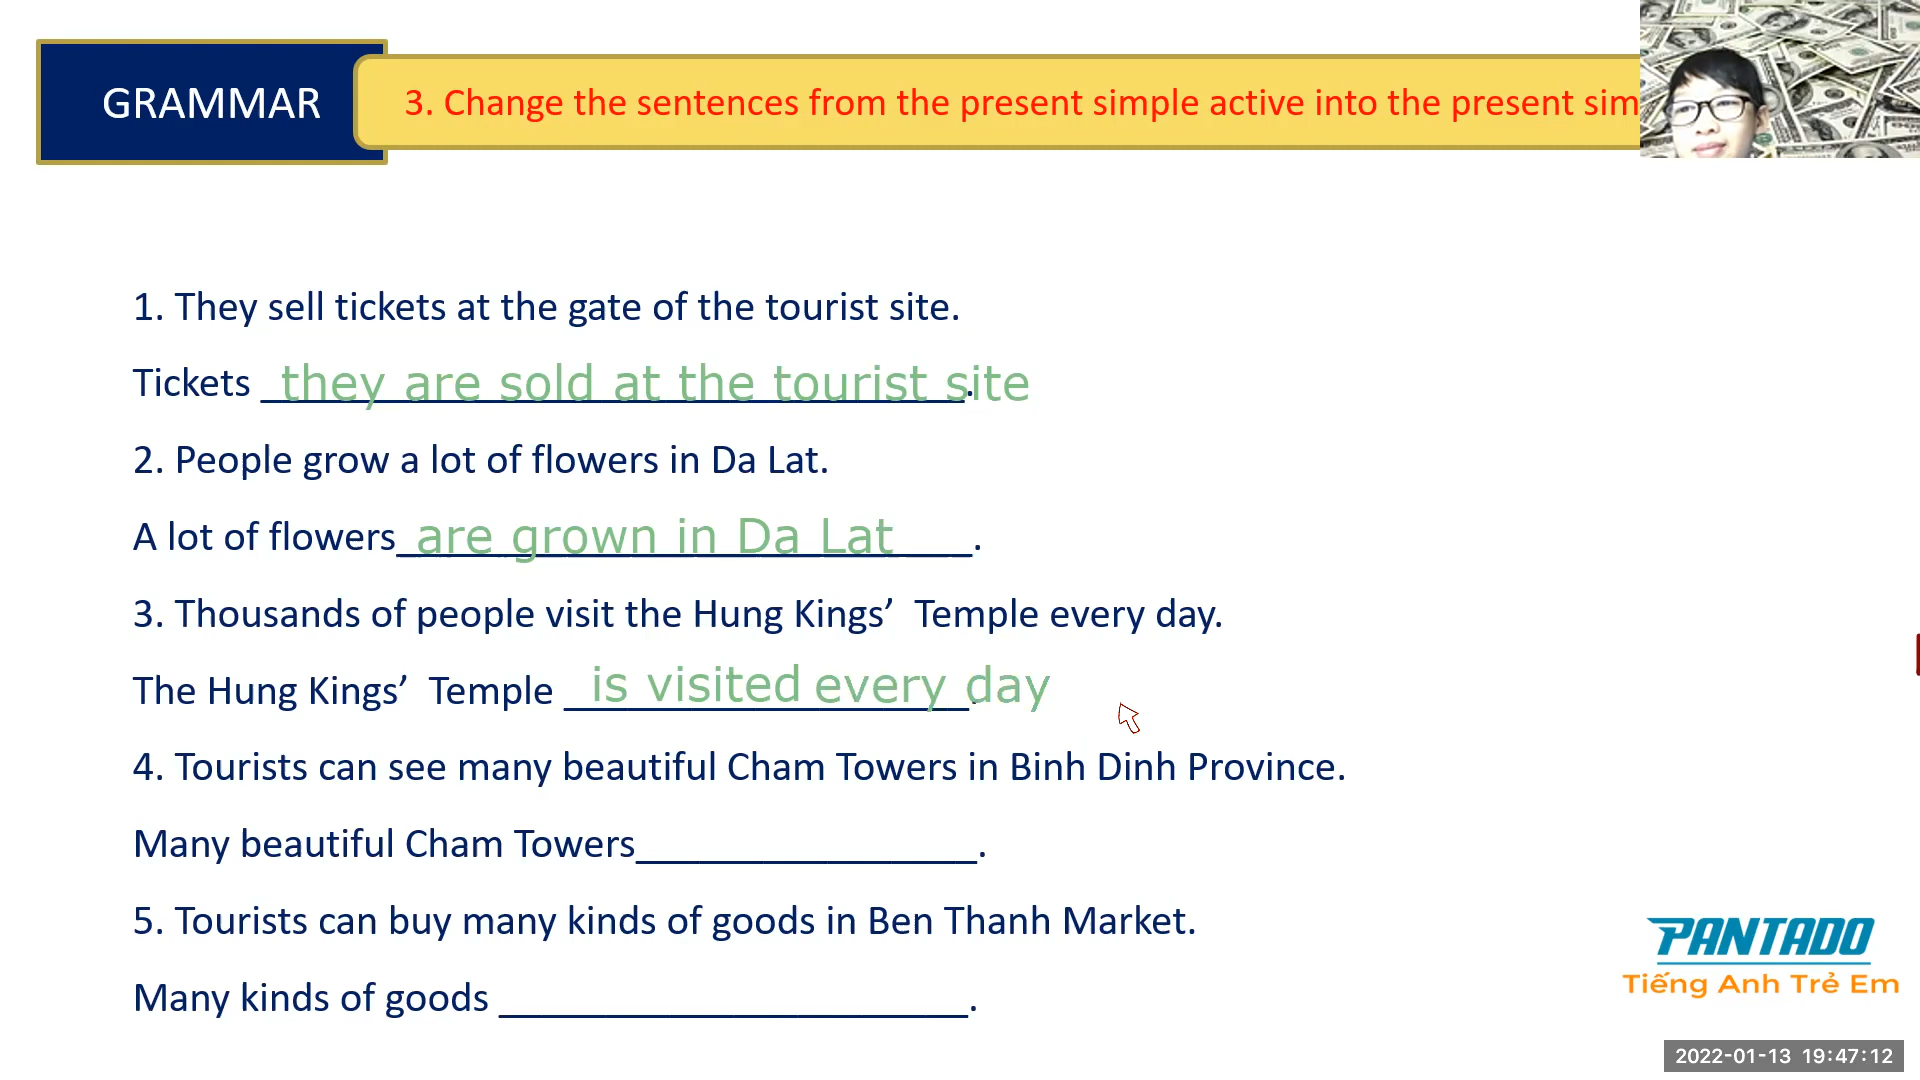 GRAMMAR
3. Change the sentences from the present simple active into the present sim
1. They sell tickets at the gate of the tourist site.
Tickets they are sold at the tourist site.
2. People grow a lot of flowers in Da Lat.
A lot of flowers are grown in Da Lat.
3. Thousands of people visit the Hung Kings’ Temple every day.
The Hung Kings’ Temple is visited every day.
4. Tourists can see many beautiful Cham Towers in Binh Dinh Province.
Many beautiful Cham Towers________________.
5. Tourists can buy many kinds of goods in Ben Thanh Market.
Many kinds of goods ______________________.
PANTADO
Tiếng Anh Trẻ Em
2022-01-13 19:47:12